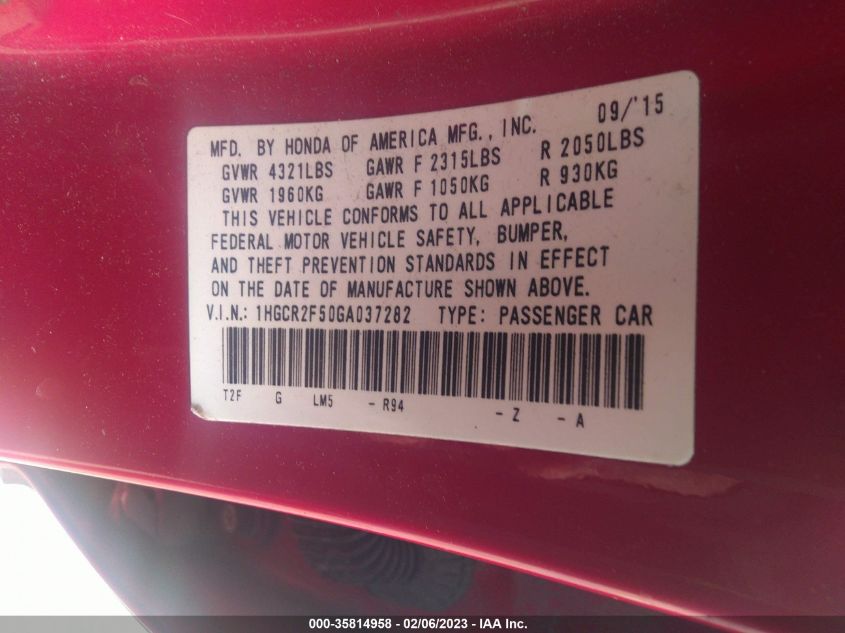 09/'15
MFD. BY HONDA OF AMERICA MFG., INC.
GVWR 4321LBS GAWR F 2315LBS R 2050LBS
GVWR 1960KG GAWR F 1050KG R 930KG
THIS VEHICLE CONFORMS TO ALL APPLICABLE
FEDERAL MOTOR VEHICLE SAFETY, BUMPER,
AND THEFT PREVENTION STANDARDS IN EFFECT
ON THE DATE OF MANUFACTURE SHOWN ABOVE.
V.I.N.: 1HGCR2F50GA037282 TYPE: PASSENGER CAR
T2F G LM5 - R94 - Z - A
000-35814958 - 02/06/2023 - IAA Inc.